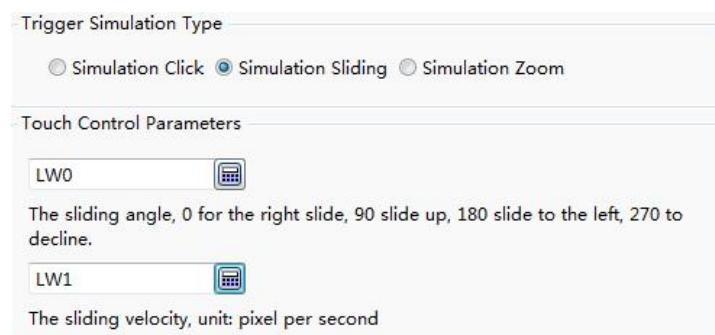 Trigger Simulation Type
Simulation Click Simulation Sliding Simulation Zoom
Touch Control Parameters
LW0
The sliding angle, 0 for the right slide, 90 slide up, 180 slide to the left, 270 to
decline.
LW1
The sliding velocity, unit: pixel per second